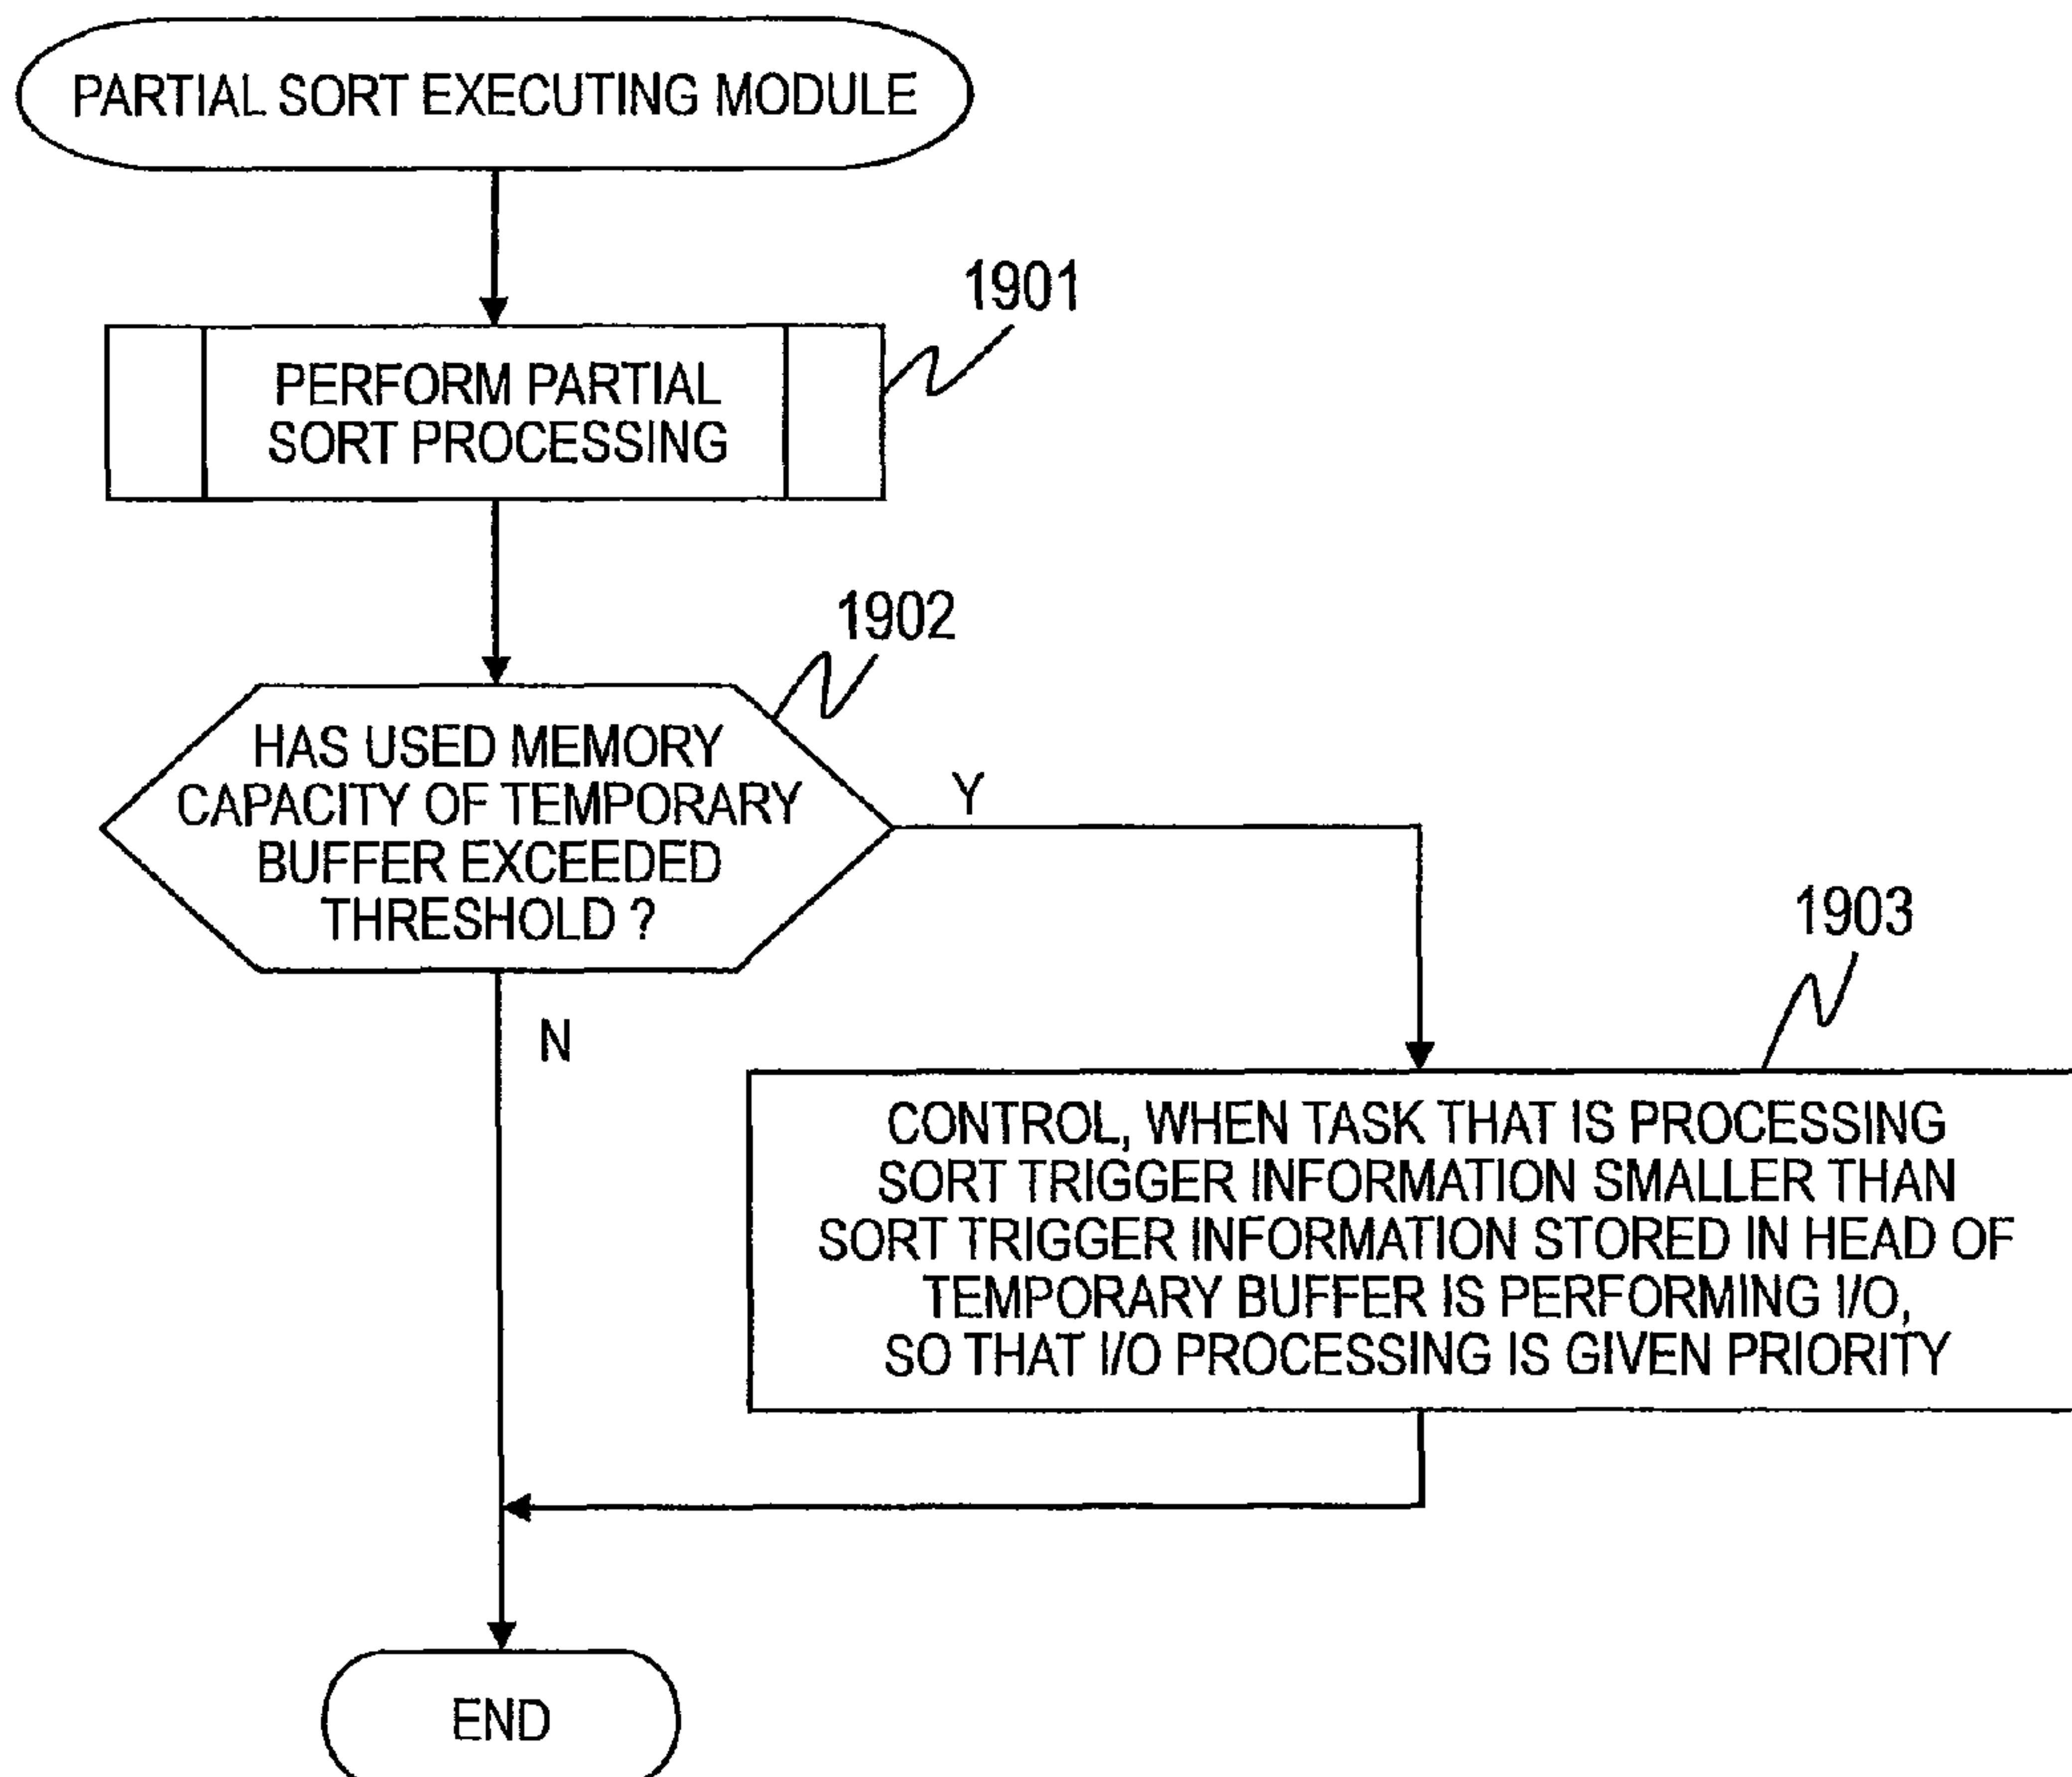 PARTIAL SORT EXECUTING MODULE
1901
PERFORM PARTIAL
SORT PROCESSING
1902
HAS USED MEMORY
CAPACITY OF TEMPORARY
BUFFER EXCEEDED
THRESHOLD ?
Y
N
1903
CONTROL, WHEN TASK THAT IS PROCESSING
SORT TRIGGER INFORMATION SMALLER THAN
SORT TRIGGER INFORMATION STORED IN HEAD OF
TEMPORARY BUFFER IS PERFORMING I/O,
SO THAT I/O PROCESSING IS GIVEN PRIORITY
END